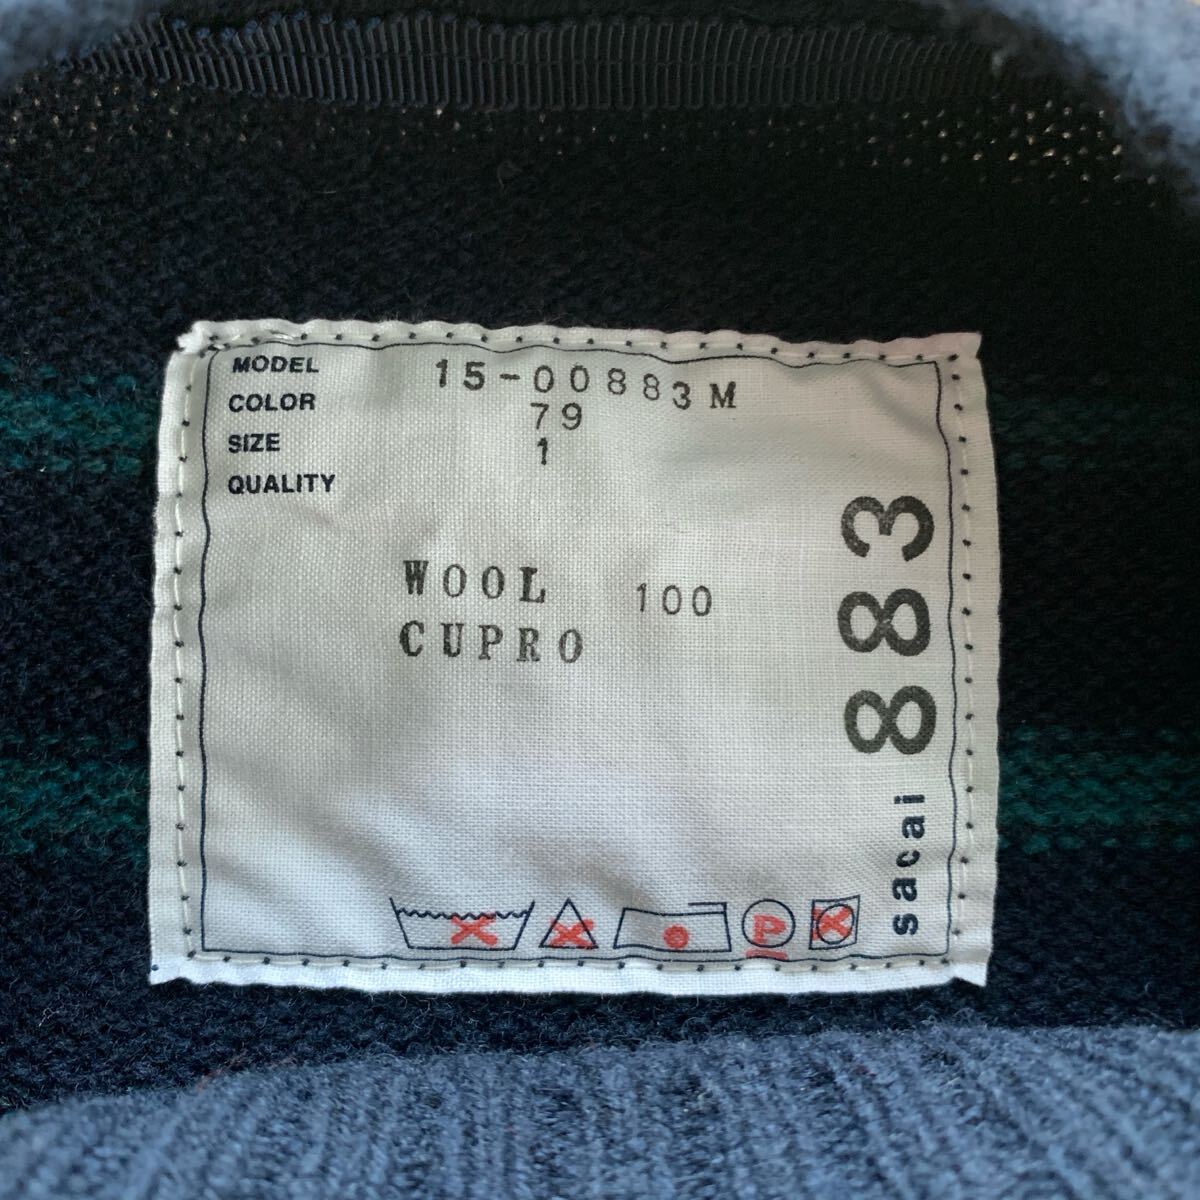 MODEL 15-00883M
COLOR 79
SIZE 1
QUALITY
WOOL 100
CUPRO
P
sacai 883